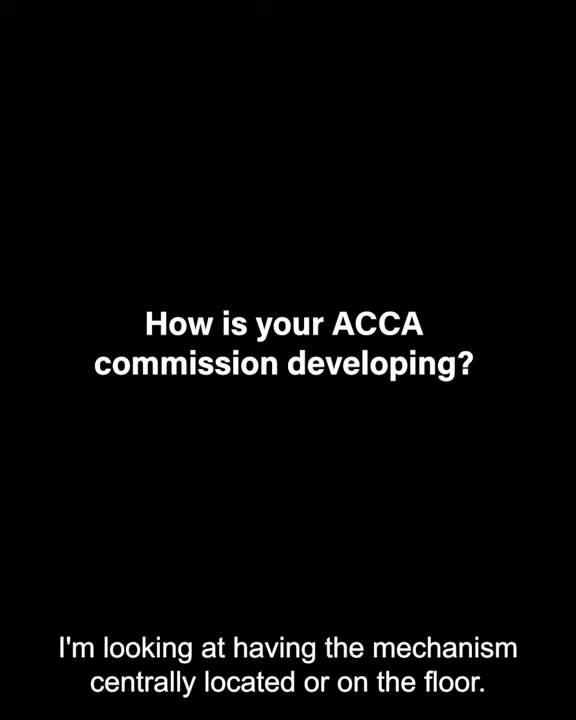 How is your ACCA
commission developing?
I'm looking at having the mechanism
centrally located or on the floor.